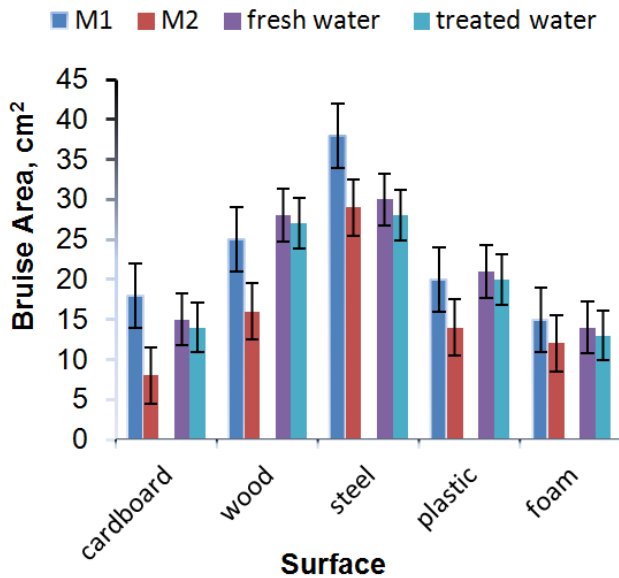 M1 M2 fresh water treated water
Bruise Area, cm²
45
40
35
30
25
20
15
10
5
0
cardboard wood steel plastic foam
Surface